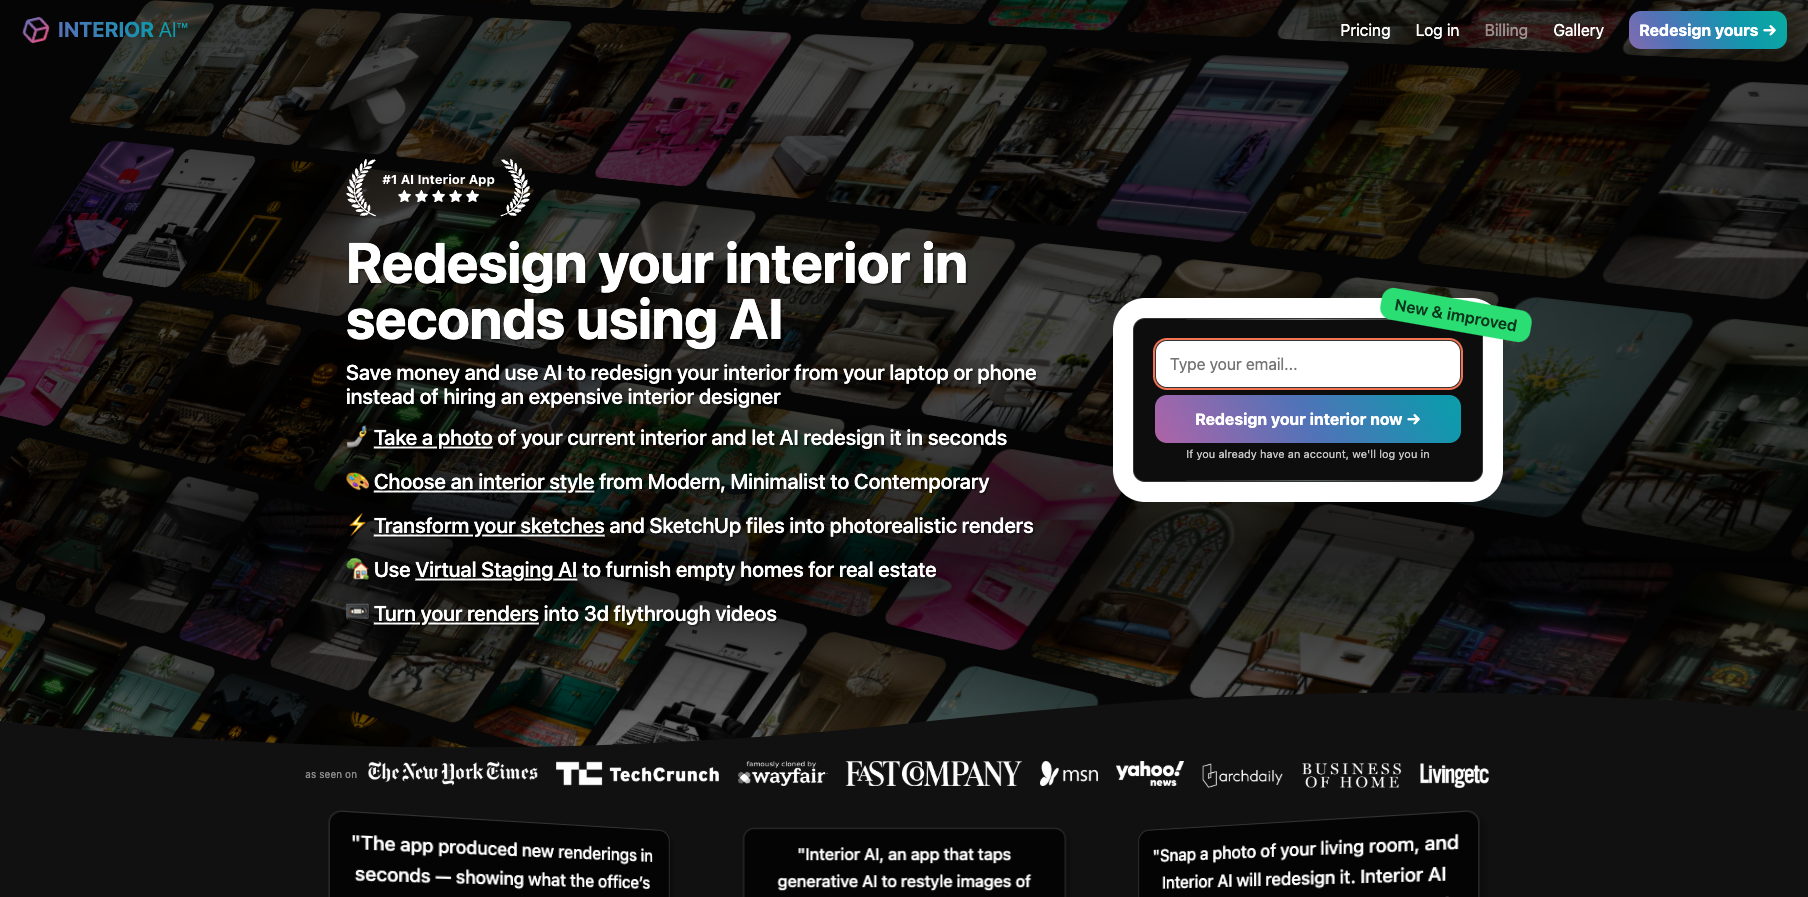 INTERIOR AI™
Pricing
Log in
Billing
Gallery
Redesign yours →
#1 AI Interior App
★★★★★
Redesign your interior in
seconds using AI
Save money and use AI to redesign your interior from your laptop or phone
instead of hiring an expensive interior designer
🤳 Take a photo of your current interior and let AI redesign it in seconds
🎨 Choose an interior style from Modern, Minimalist to Contemporary
⚡ Transform your sketches and SketchUp files into photorealistic renders
🏡 Use Virtual Staging AI to furnish empty homes for real estate
📼 Turn your renders into 3d flythrough videos
New & improved
Type your email...
Redesign your interior now →
If you already have an account, we'll log you in
as seen on
The New York Times
TC TechCrunch
famously cloned by
wayfair
FAST COMPANY
msn
yahoo!
news
archdaily
BUSINESS
OF HOME
Livingetc
"The app produced new renderings in
seconds — showing what the office’s
"Interior AI, an app that taps
generative AI to restyle images of
"Snap a photo of your living room, and
Interior AI will redesign it. Interior AI